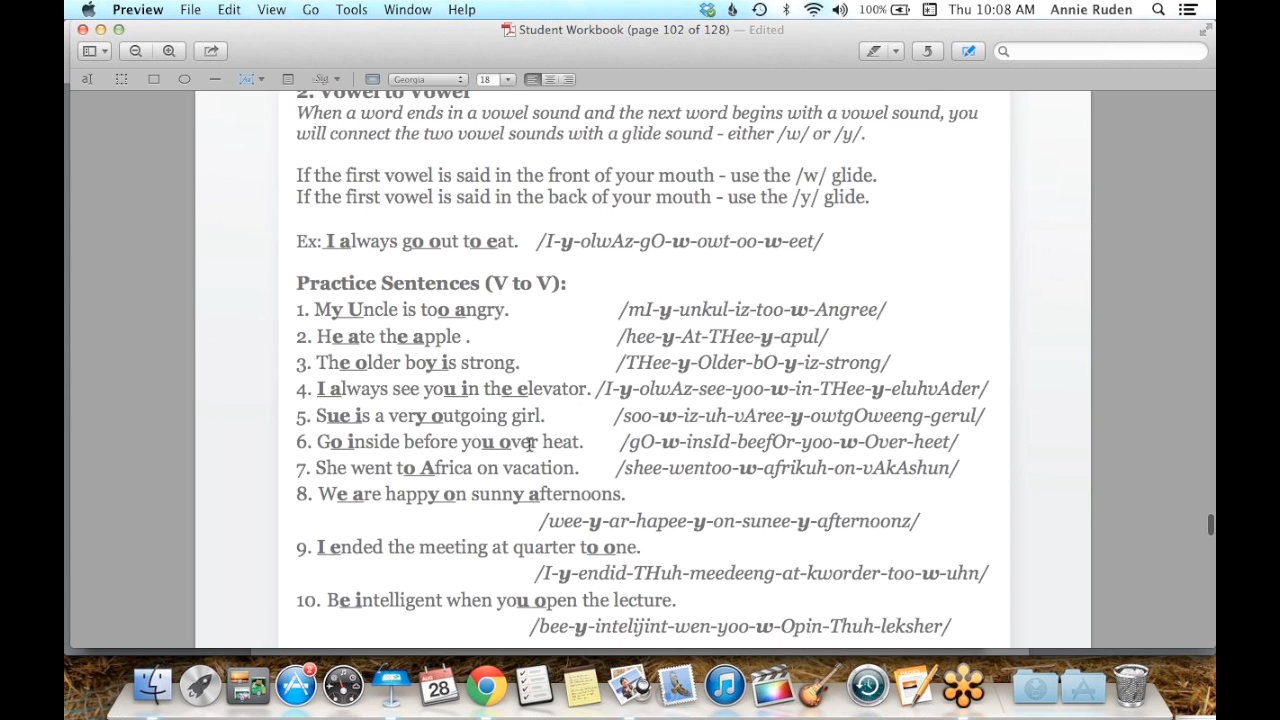 Preview File Edit View Go Tools Window Help 100% Thu 10:08 AM Annie Ruden
Student Workbook (page 102 of 128) — Edited
Georgia 18
2. Vowel to Vowel
When a word ends in a vowel sound and the next word begins with a vowel sound, you
will connect the two vowel sounds with a glide sound - either /w/ or /y/.
If the first vowel is said in the front of your mouth - use the /w/ glide.
If the first vowel is said in the back of your mouth - use the /y/ glide.
Ex: I always go out to eat. /I-y-olwAz-gO-w-owt-oo-w-eet/
Practice Sentences (V to V):
1. My Uncle is too angry. /mI-y-unkul-iz-too-w-Angree/
2. He ate the apple . /hee-y-At-THee-y-apul/
3. The older boy is strong. /THee-y-Older-bO-y-iz-strong/
4. I always see you in the elevator. /I-y-olwAz-see-yoo-w-in-THee-y-eluhvAder/
5. Sue is a very outgoing girl. /soo-w-iz-uh-vAree-y-owtgOweeng-gerul/
6. Go inside before you over heat. /gO-w-insId-beefOr-yoo-w-Over-heet/
7. She went to Africa on vacation. /shee-wentoo-w-afrikuh-on-vAkAshun/
8. We are happy on sunny afternoons.
/wee-y-ar-hapee-y-on-sunee-y-afternoonz/
9. I ended the meeting at quarter to one.
/I-y-endid-THuh-meedeeng-at-kworder-too-w-uhn/
10. Be intelligent when you open the lecture.
/bee-y-intelijint-wen-yoo-w-Opin-Thuh-leksher/
2
AUG
28